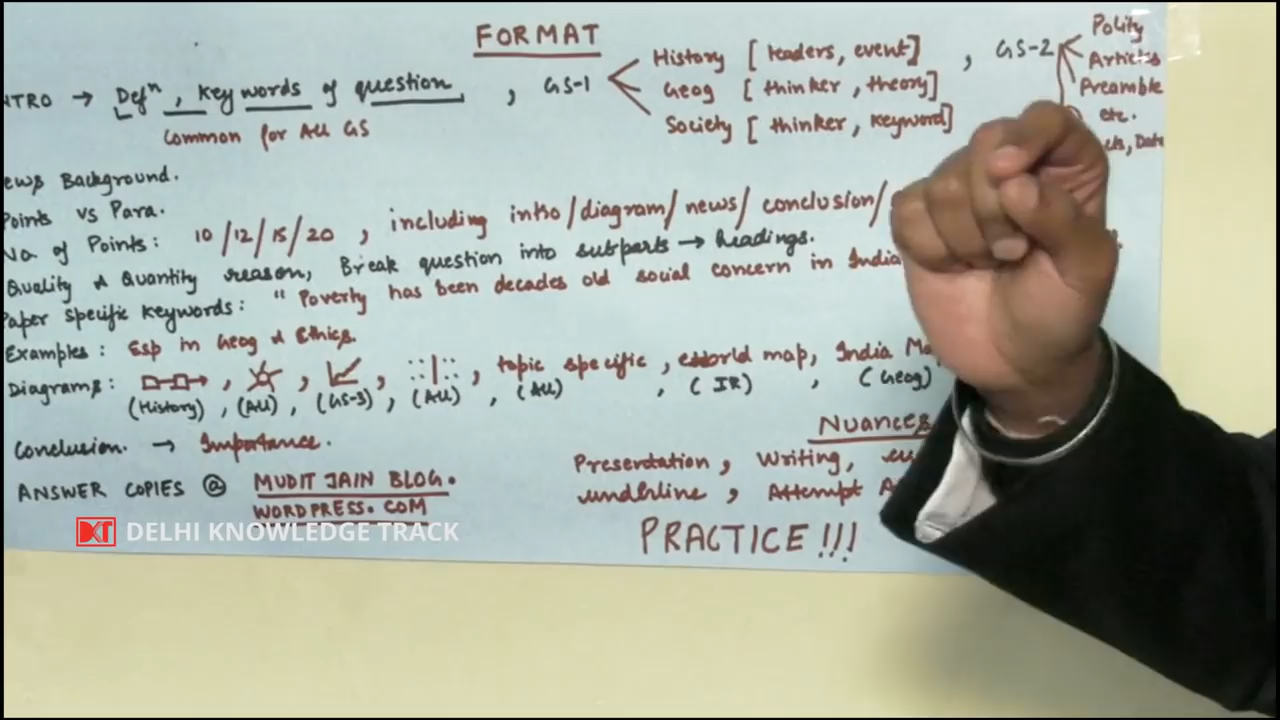 FORMAT
NTRO → Defⁿ, Key words of question, GS-1
History [leaders, event]
Geog [thinker, theory]
Society [thinker, Keyword]
, GS-2
Polity
Articles
Preamble
etc.
Common for All GS
ews Background.
Points vs Para.
No. of Points: 10/12/15/20, including intro/diagram/news/conclusion/
Quality & Quantity reason, Break question into subparts → headings.
Paper specific keywords: " Poverty has been decades old social concern in India
Examples: Esp in Geog & Ethics.
Diagrams: , , , , topic specific, world map, India Ma
(History), (All), (GS-3), (All), (All), (IR), (Geog)
Conclusion. → Importance.
ANSWER COPIES @ MUDIT JAIN BLOG.
WORDPRESS.COM
Nuances
Presentation, Writing,
underline, Attempt A
PRACTICE!!!
DKT DELHI KNOWLEDGE TRACK